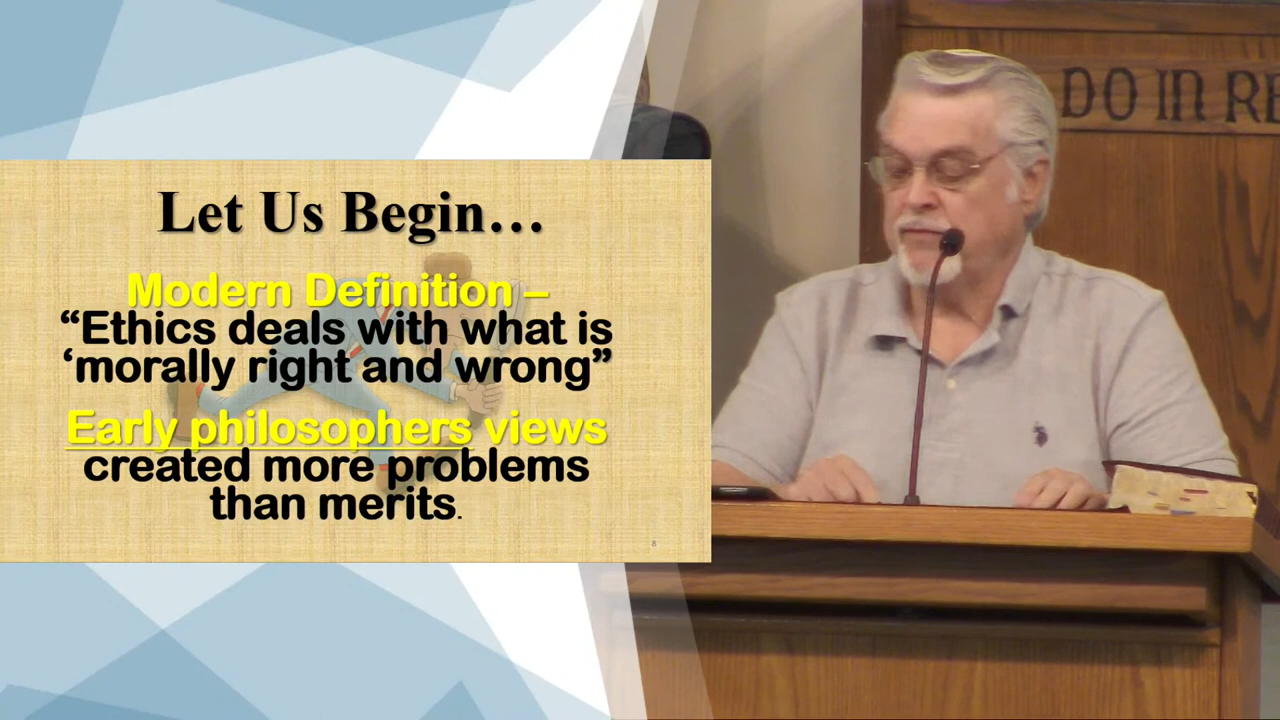 Let Us Begin…
Modern Definition –
“Ethics deals with what is
‘morally right and wrong”
Early philosophers views
created more problems
than merits.
8
DO IN RE